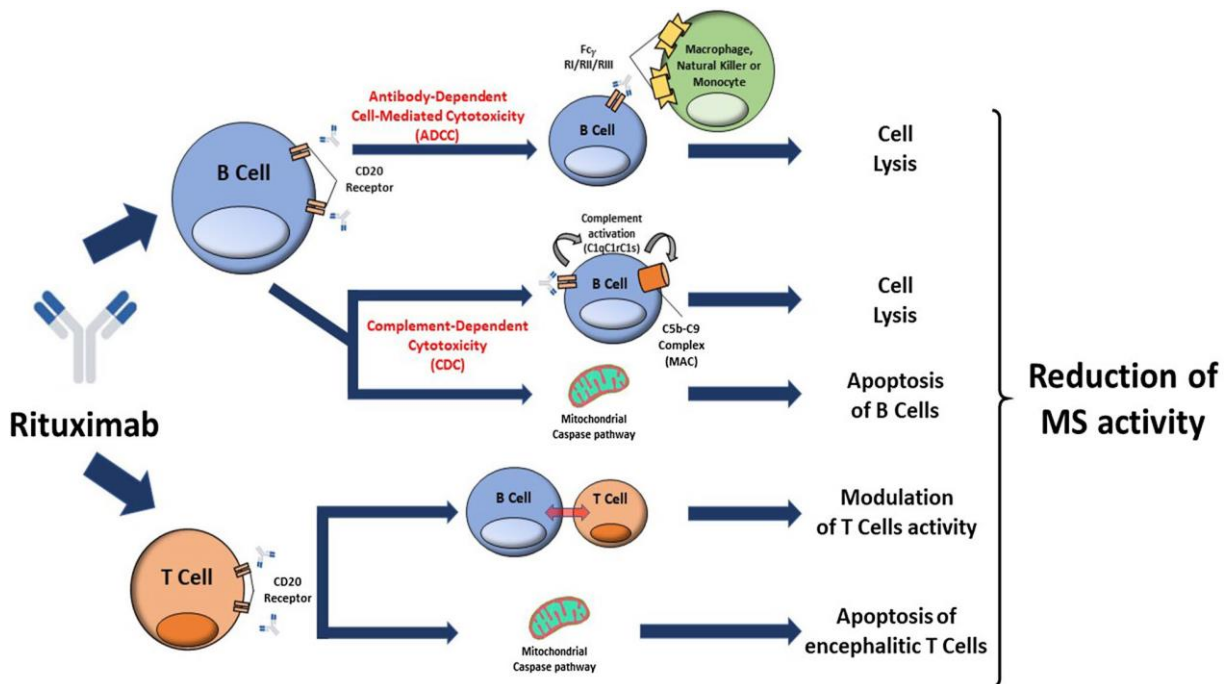 Rituximab
B Cell
CD20
Receptor
Antibody-Dependent
Cell-Mediated Cytotoxicity
(ADCC)
Fcγ
RI/RII/RIII
B Cell
Macrophage,
Natural Killer or
Monocyte
Cell
Lysis
Complement-Dependent
Cytotoxicity
(CDC)
Complement
activation
(C1qC1rC1s)
B Cell
C5b-C9
Complex
(MAC)
Cell
Lysis
Mitochondrial
Caspase pathway
Apoptosis
of B Cells
T Cell
CD20
Receptor
B Cell
T Cell
Modulation
of T Cells activity
Mitochondrial
Caspase pathway
Apoptosis of
encephalitic T Cells
Reduction of
MS activity